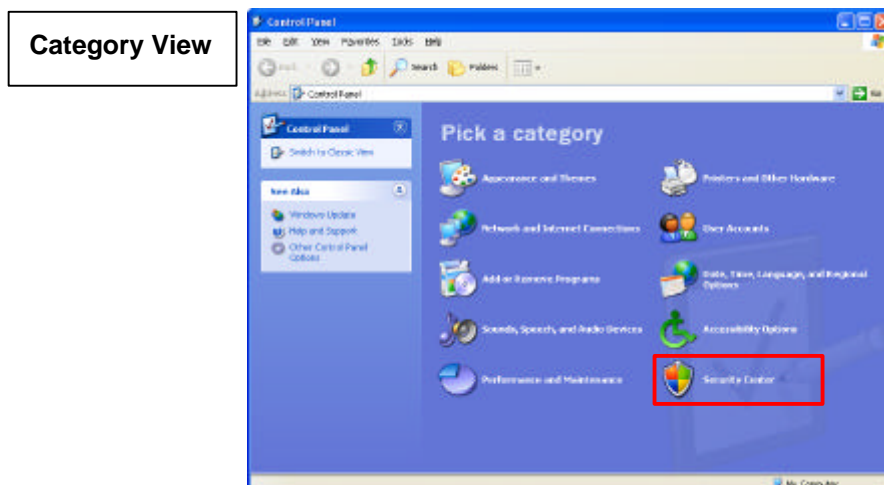 Category View
Control Panel
File Edit View Favorites Tools Help
Back Search Folders
Address Control Panel Go
Control Panel
Switch to Classic View
See Also
Windows Update
Help and Support
Other Control Panel
Options
Pick a category
Appearance and Themes
Printers and Other Hardware
Network and Internet Connections
User Accounts
Add or Remove Programs
Date, Time, Language, and Regional
Options
Sounds, Speech, and Audio Devices
Accessibility Options
Performance and Maintenance
Security Center
My Computer